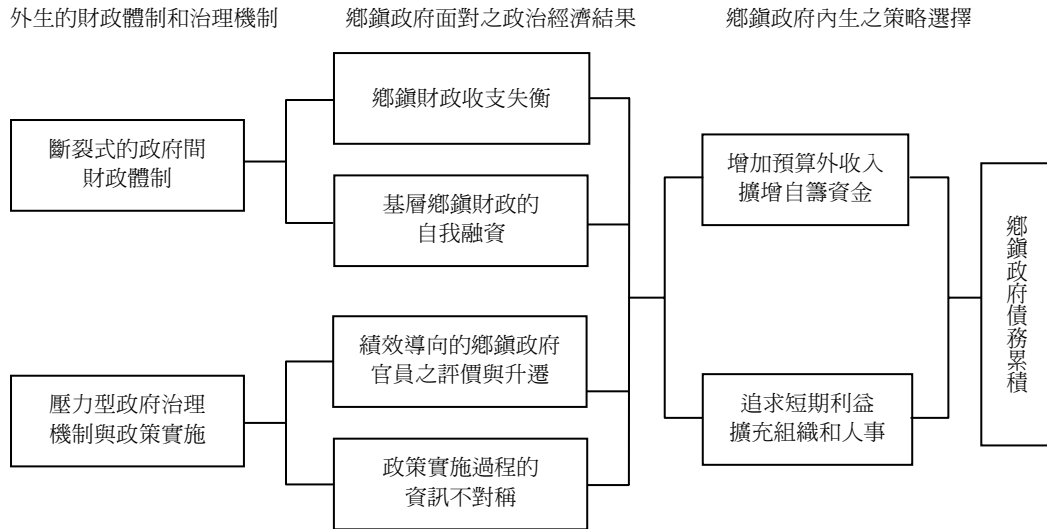 外生的財政體制和治理機制
鄉鎮政府面對之政治經濟結果
鄉鎮政府內生之策略選擇
斷裂式的政府間
財政體制
壓力型政府治理
機制與政策實施
鄉鎮財政收支失衡
基層鄉鎮財政的
自我融資
績效導向的鄉鎮政府
官員之評價與升遷
政策實施過程的
資訊不對稱
增加預算外收入
擴增自籌資金
追求短期利益
擴充組織和人事
鄉鎮政府債務累積